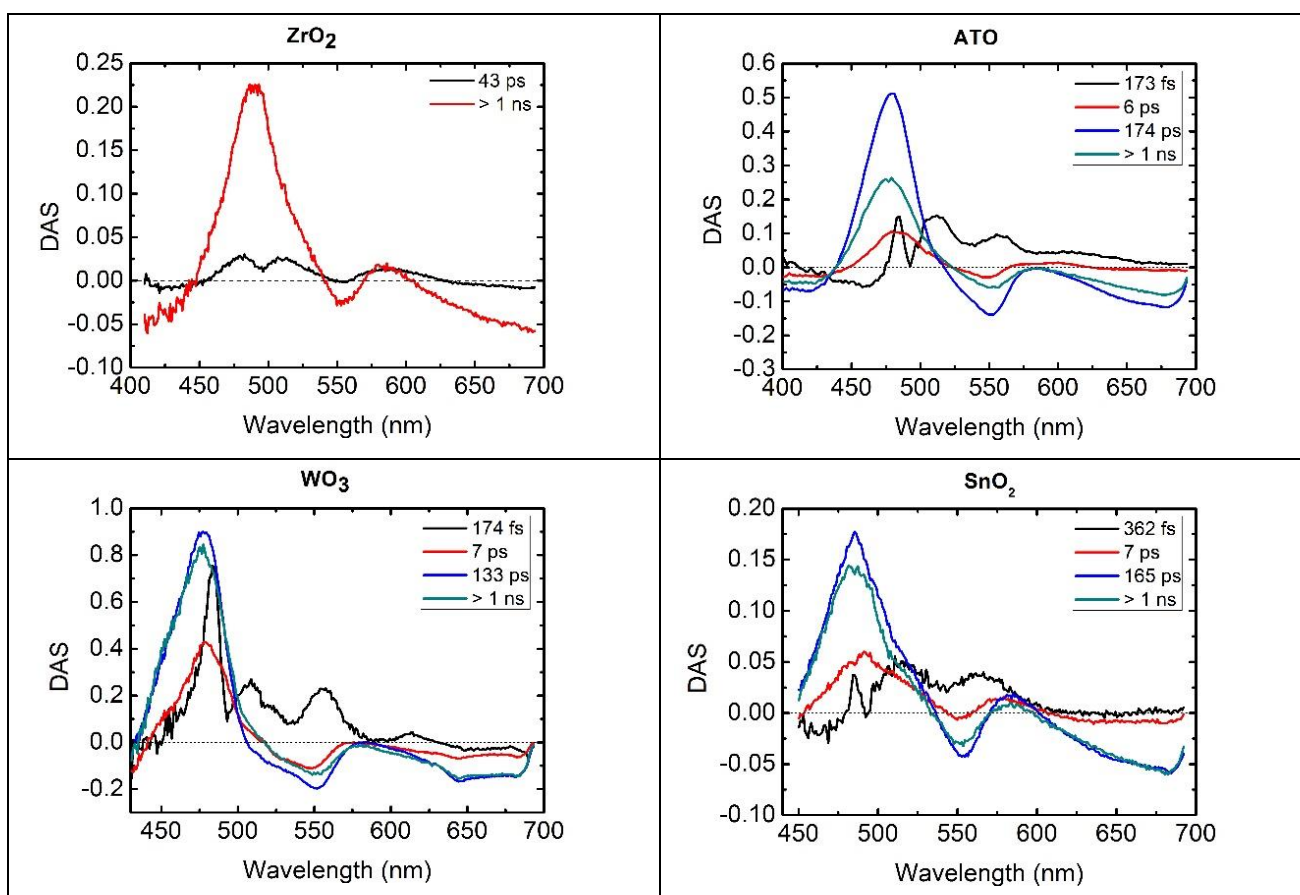 ZrO2
43 ps
> 1 ns
0.25
0.20
0.15
0.10
0.05
0.00
-0.05
-0.10
DAS
400 450 500 550 600 650 700
Wavelength (nm)
ATO
173 fs
6 ps
174 ps
> 1 ns
0.6
0.5
0.4
0.3
0.2
0.1
0.0
-0.1
-0.2
-0.3
DAS
400 450 500 550 600 650 700
Wavelength (nm)
WO3
174 fs
7 ps
133 ps
> 1 ns
1.0
0.8
0.6
0.4
0.2
0.0
-0.2
DAS
450 500 550 600 650 700
Wavelength (nm)
SnO2
362 fs
7 ps
165 ps
> 1 ns
0.20
0.15
0.10
0.05
0.00
-0.05
-0.10
DAS
450 500 550 600 650 700
Wavelength (nm)